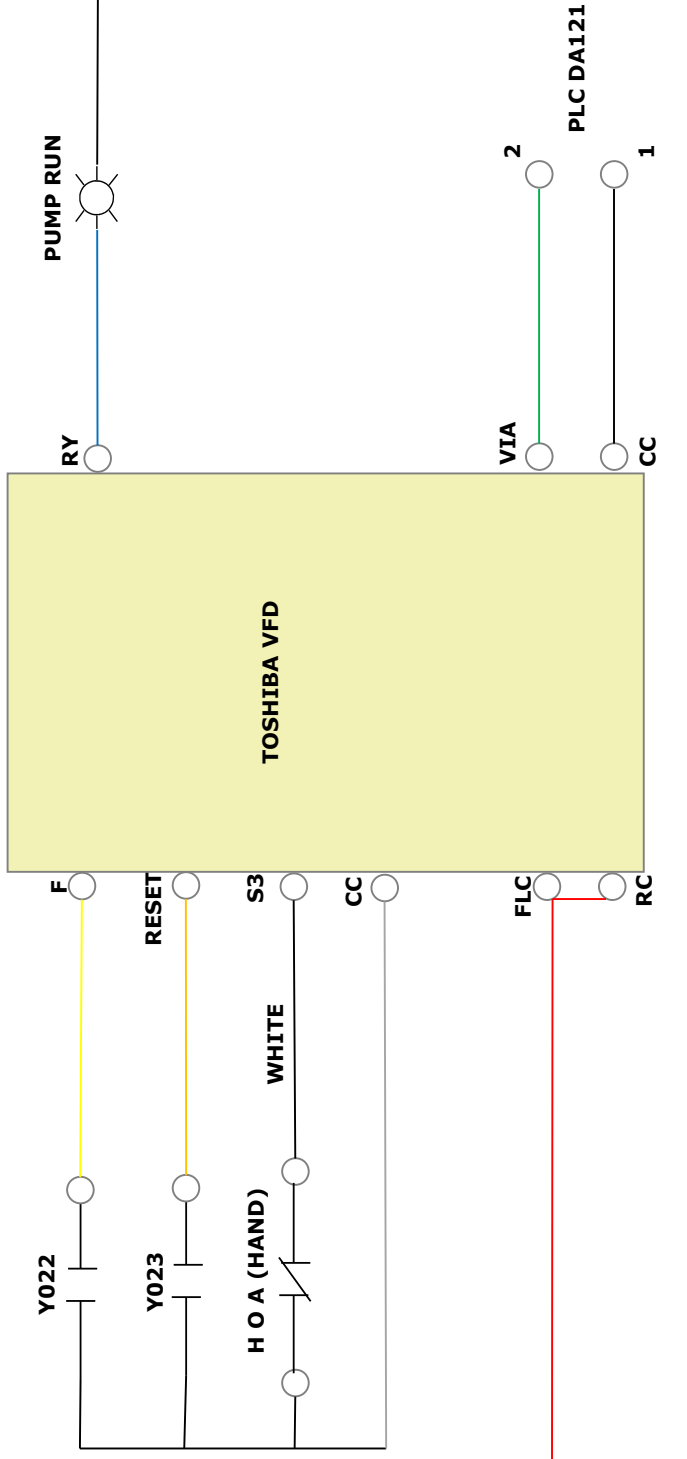 PUMP RUN
PLC DA121
2
1
RY
VIA
CC
TOSHIBA VFD
F
RESET
S3
CC
FLC
RC
WHITE
Y022
Y023
H O A (HAND)